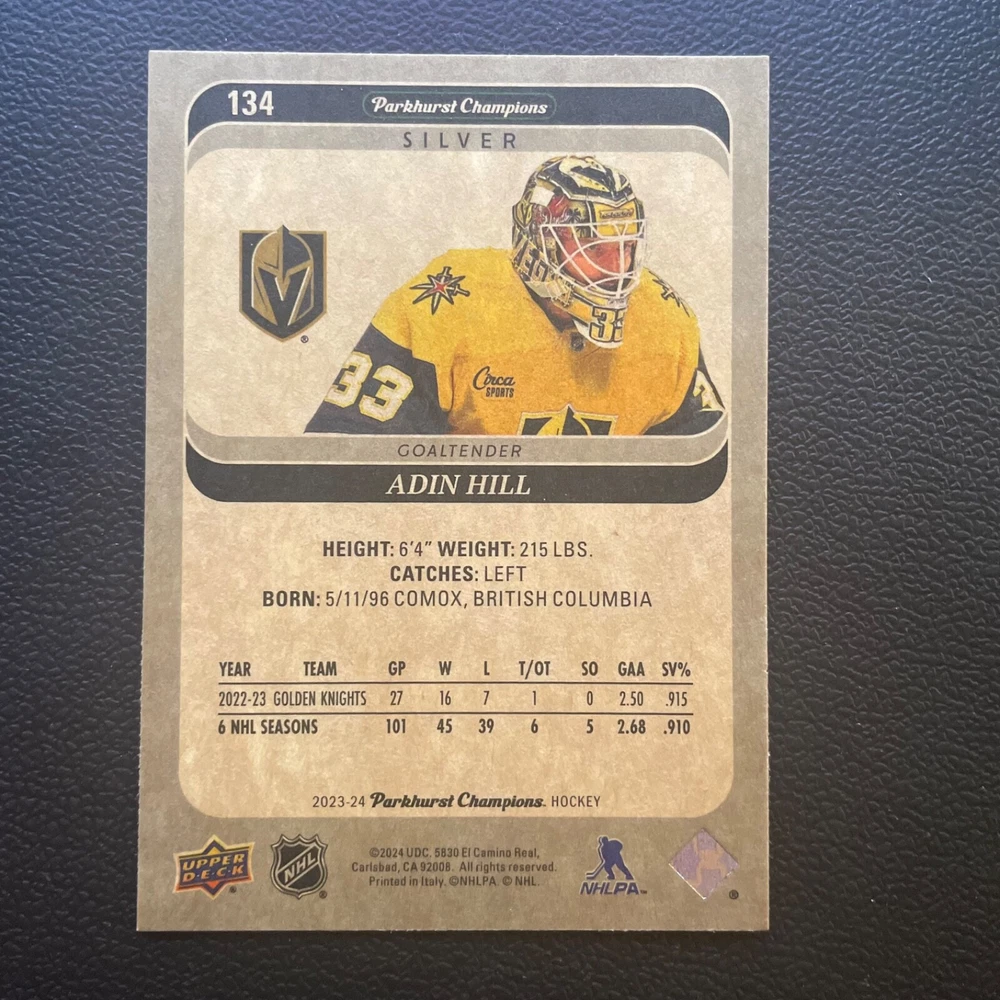 134
Parkhurst Champions
SILVER
33
33
Circa
SPORTS
GOALTENDER
ADIN HILL
HEIGHT: 6'4" WEIGHT: 215 LBS.
CATCHES: LEFT
BORN: 5/11/96 COMOX, BRITISH COLUMBIA
YEAR TEAM GP W L T/OT SO GAA SV%
2022-23 GOLDEN KNIGHTS 27 16 7 1 0 2.50 .915
6 NHL SEASONS 101 45 39 6 5 2.68 .910
2023-24 Parkhurst Champions. HOCKEY
UPPER
D·E·C·K
NHL
©2024 UDC. 5830 El Camino Real,
Carlsbad, CA 92008. All rights reserved.
Printed in Italy. ©NHLPA. © NHL.
NHLPA™